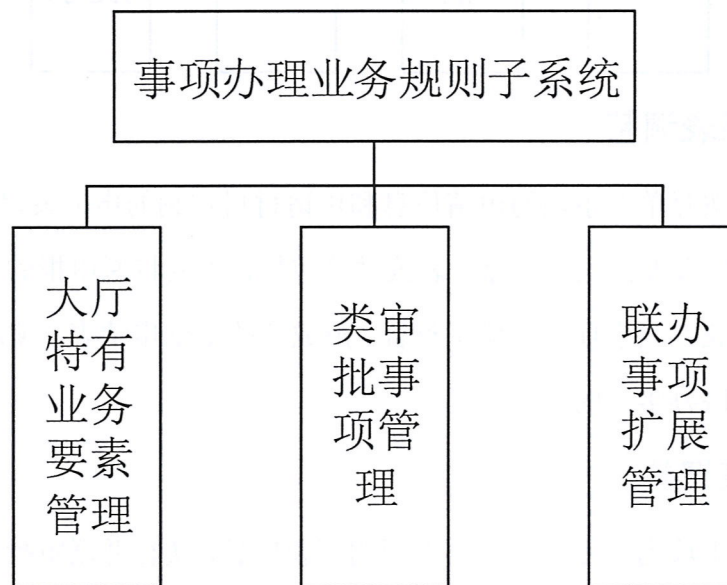 事项办理业务规则子系统
大厅
特有
业务
要素
管理
类审
批事
项管
理
联办
事项
扩展
管理